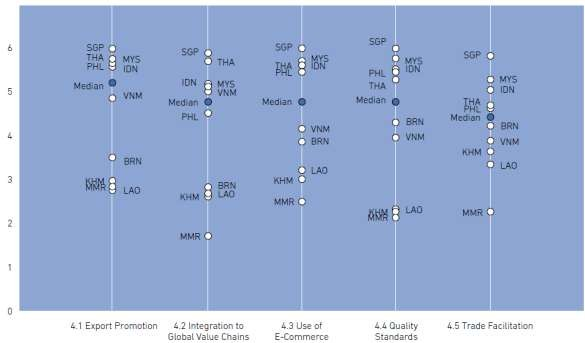 6
5
4
3
2
1
0
SGP
THA
MYS
PHL
IDN
Median
VNM
BRN
KHM
MMR
LAO
SGP
THA
IDN
MYS
VNM
Median
PHL
BRN
KHM
LAO
MMR
SGP
MYS
THA
IDN
PHL
Median
VNM
BRN
LAO
KHM
MMR
SGP
MYS
IDN
PHL
THA
Median
BRN
VNM
LAO
KHM
MMR
SGP
MYS
IDN
THA
PHL
Median
BRN
VNM
KHM
LAO
MMR
4.1 Export Promotion
4.2 Integration to
Global Value Chains
4.3 Use of
E-Commerce
4.4 Quality
Standards
4.5 Trade Facilitation